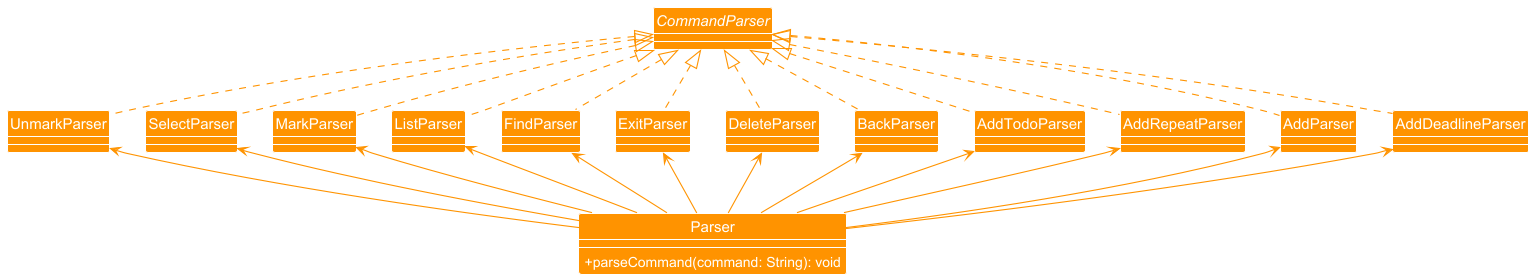 CommandParser
UnmarkParser
SelectParser
MarkParser
ListParser
FindParser
ExitParser
DeleteParser
BackParser
AddTodoParser
AddRepeatParser
AddParser
AddDeadlineParser
Parser
+parseCommand(command: String): void